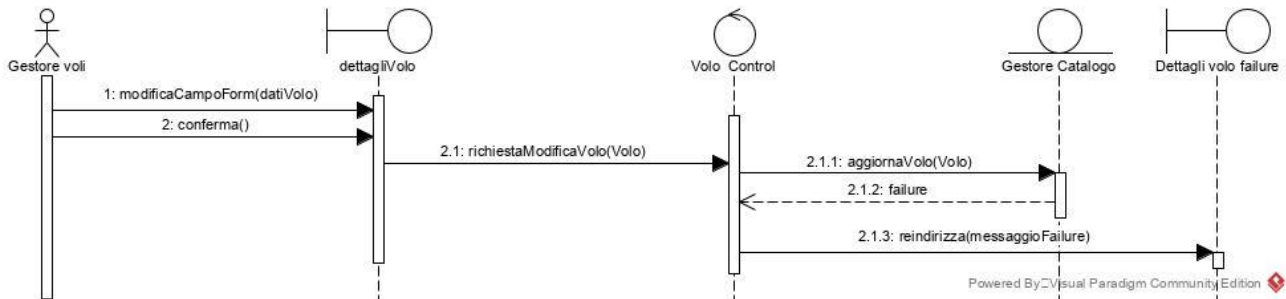 Gestore voli
dettagliVolo
Volo Control
Gestore Catalogo
Dettagli volo failure
1: modificaCampoForm(datiVolo)
2: conferma()
2.1: richiestaModificaVolo(Volo)
2.1.1: aggiornaVolo(Volo)
2.1.2: failure
2.1.3: reindirizza(messaggioFailure)
Powered By Visual Paradigm Community Edition